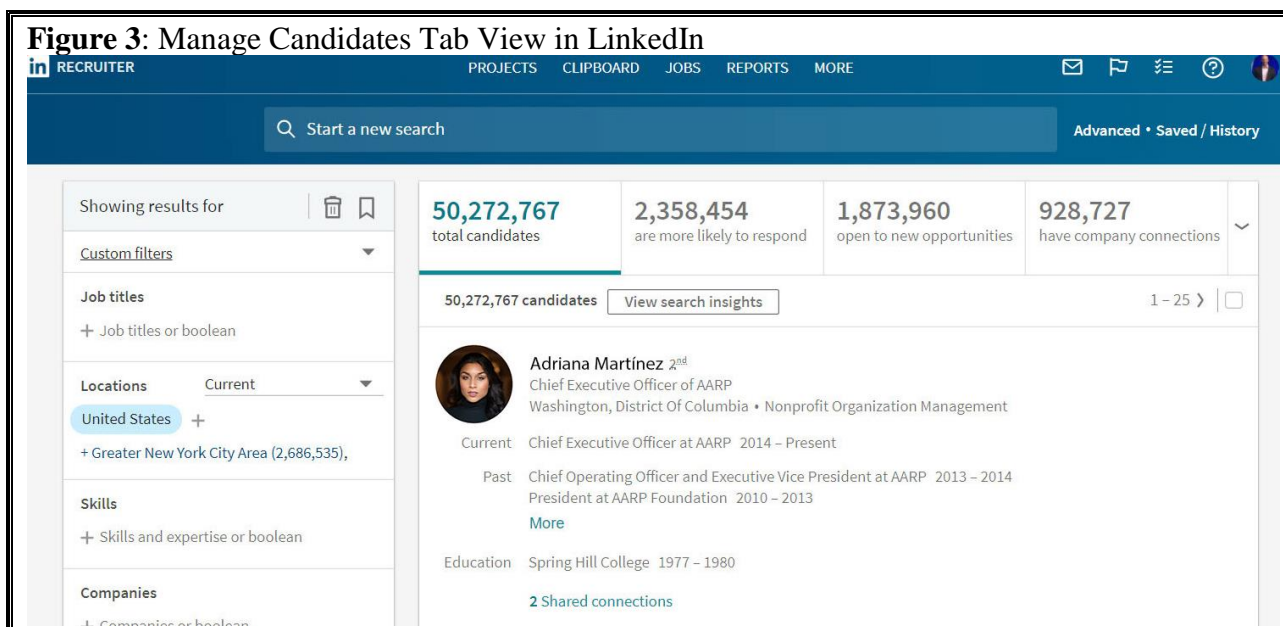 Figure 3: Manage Candidates Tab View in LinkedIn
in RECRUITER
PROJECTS CLIPBOARD JOBS REPORTS MORE
Start a new search
Advanced • Saved / History
Showing results for
Custom filters
Job titles
+ Job titles or boolean
Locations Current
United States +
+ Greater New York City Area (2,686,535),
Skills
+ Skills and expertise or boolean
Companies
+ Companies or boolean
50,272,767
total candidates
2,358,454
are more likely to respond
1,873,960
open to new opportunities
928,727
have company connections
50,272,767 candidates View search insights 1 – 25
Adriana Martínez 2nd
Chief Executive Officer of AARP
Washington, District Of Columbia • Nonprofit Organization Management
Current Chief Executive Officer at AARP 2014 – Present
Past Chief Operating Officer and Executive Vice President at AARP 2013 – 2014
President at AARP Foundation 2010 – 2013
More
Education Spring Hill College 1977 – 1980
2 Shared connections